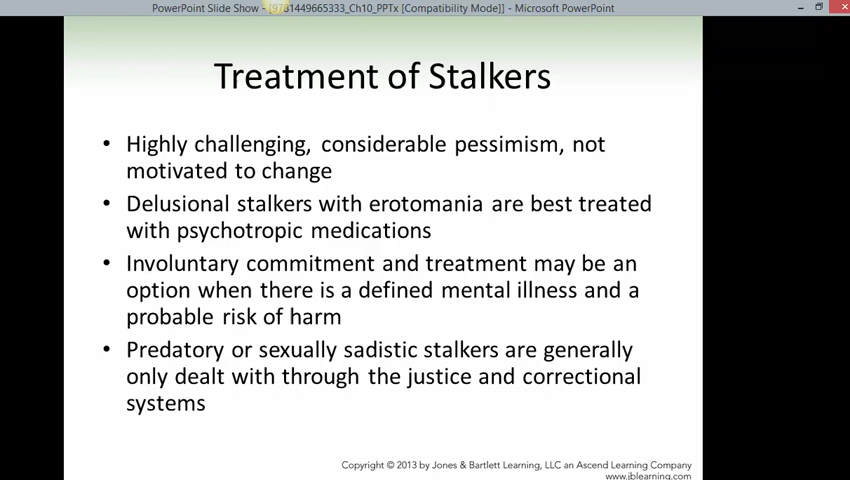 PowerPoint Slide Show - [9781449665333_Ch10_PPTx [Compatibility Mode]] - Microsoft PowerPoint
Treatment of Stalkers
• Highly challenging, considerable pessimism, not
motivated to change
• Delusional stalkers with erotomania are best treated
with psychotropic medications
• Involuntary commitment and treatment may be an
option when there is a defined mental illness and a
probable risk of harm
• Predatory or sexually sadistic stalkers are generally
only dealt with through the justice and correctional
systems
Copyright © 2013 by Jones & Bartlett Learning, LLC an Ascend Learning Company
www.jblearning.com